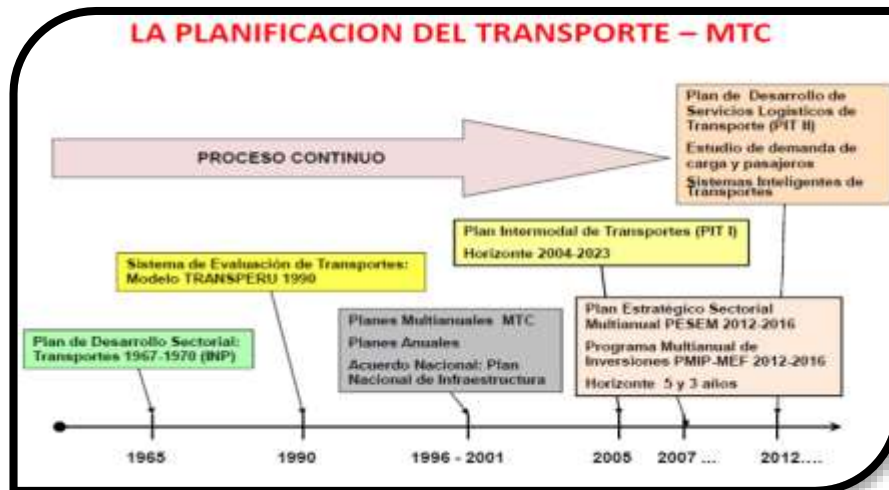 LA PLANIFICACION DEL TRANSPORTE – MTC
PROCESO CONTINUO
Plan de Desarrollo de
Servicios Logísticos de
Transporte (PIT II)
Estudio de demanda de
carga y pasajeros
Sistemas Inteligentes de
Transportes
Plan Intermodal de Transportes (PIT I)
Horizonte 2004-2023
Sistema de Evaluación de Transportes:
Modelo TRANSPERU 1990
Planes Multianuales MTC
Planes Anuales
Acuerdo Nacional: Plan
Nacional de Infraestructura
Plan Estratégico Sectorial
Multianual PESEM 2012-2016
Programa Multianual de
Inversiones PMIP-MEF 2012-2016
Horizonte 5 y 3 años
Plan de Desarrollo Sectorial:
Transportes 1967-1970 (INP)
1965
1990
1996 - 2001
2005
2007 ...
2012....